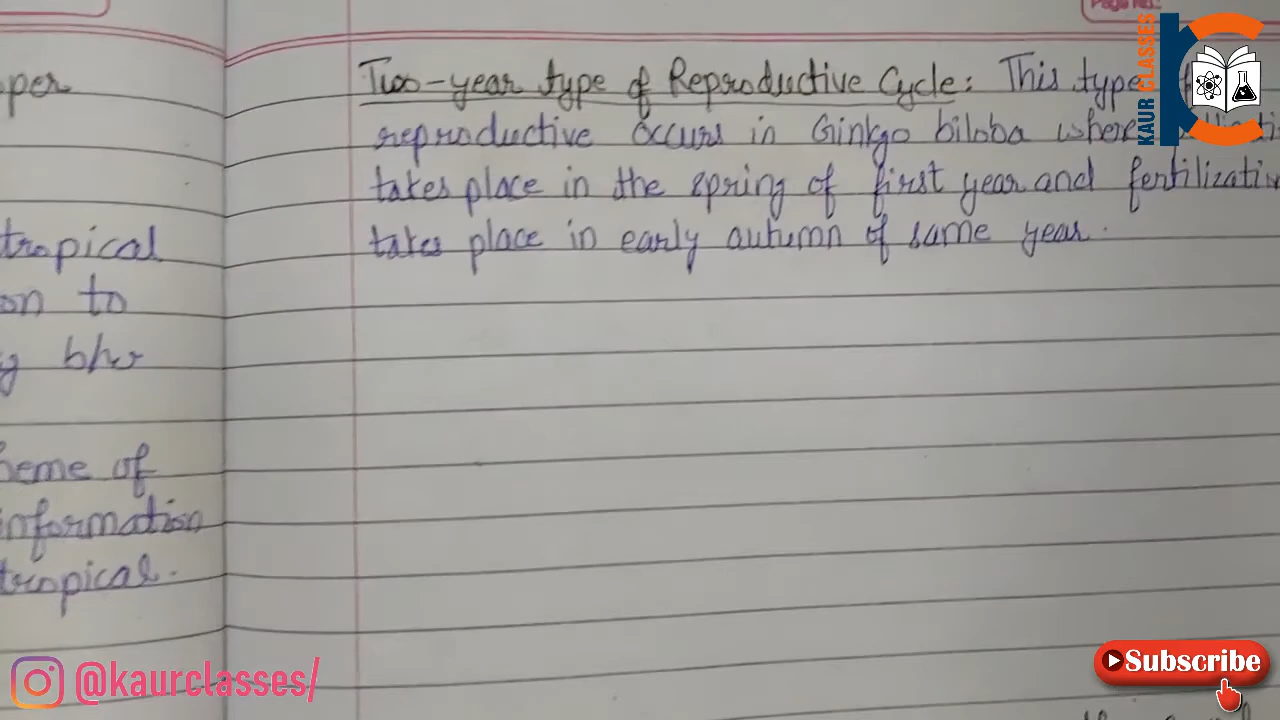 Page No.
per
tropical
on to
g bhw
heme of
information
tropical.
Two-year type of Reproductive Cycle: This type
reproductive occurs in Ginkgo biloba where
takes place in the spring of first year and fertilizati
takes place in early autumn of same year.
KAUR CLASSES
@kaurclasses/
Subscribe